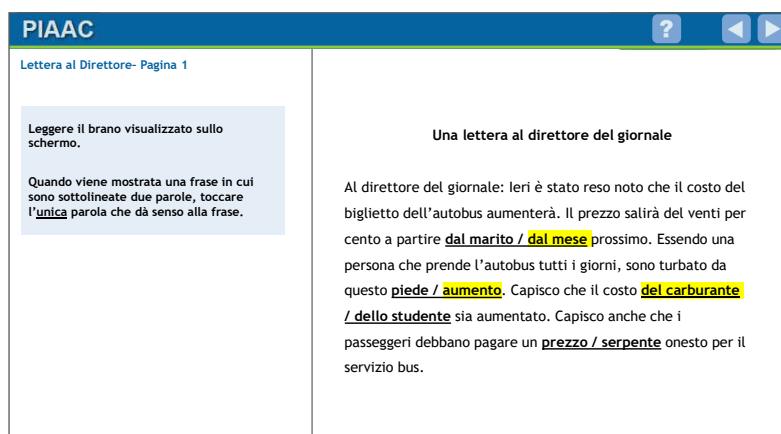 PIAAC
?
Lettera al Direttore– Pagina 1
Leggere il brano visualizzato sullo
schermo.
Quando viene mostrata una frase in cui
sono sottolineate due parole, toccare
l’unica parola che dà senso alla frase.
Una lettera al direttore del giornale
Al direttore del giornale: Ieri è stato reso noto che il costo del
biglietto dell’autobus aumenterà. Il prezzo salirà del venti per
cento a partire dal marito / dal mese prossimo. Essendo una
persona che prende l’autobus tutti i giorni, sono turbato da
questo piede / aumento. Capisco che il costo del carburante
/ dello studente sia aumentato. Capisco anche che i
passeggeri debbano pagare un prezzo / serpente onesto per il
servizio bus.